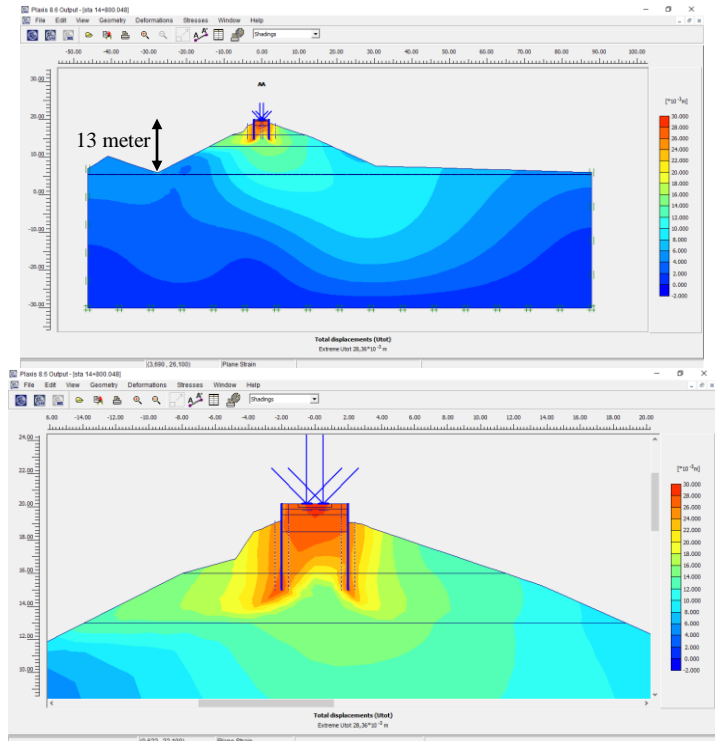 Plaxis 8.6 Output - [sta 14+800.048]
File Edit View Geometry Deformations Stresses Window Help
Shadings
-50.00 -40.00 -30.00 -20.00 -10.00 0.00 10.00 20.00 30.00 40.00 50.00 60.00 70.00 80.00 90.00 100.00
30.00
20.00
10.00
0.00
-10.00
-20.00
-30.00
AA
13 meter
[*10⁻³m]
30.000
28.000
26.000
24.000
22.000
20.000
18.000
16.000
14.000
12.000
10.000
8.000
6.000
4.000
2.000
0.000
-2.000
Total displacements (Utot)
Extreme Utot 28,36*10⁻³ m
(3,690 , 26,100) Plane Strain
Plaxis 8.6 Output - [sta 14+800.048]
File Edit View Geometry Deformations Stresses Window Help
Shadings
6.00 -14.00 -12.00 -10.00 -8.00 -6.00 -4.00 -2.00 -0.00 2.00 4.00 6.00 8.00 10.00 12.00 14.00 16.00 18.00 20.00
24.00
22.00
20.00
18.00
16.00
14.00
12.00
10.00
[*10⁻³m]
30.000
28.000
26.000
24.000
22.000
20.000
18.000
16.000
14.000
12.000
10.000
8.000
6.000
4.000
2.000
0.000
-2.000
Total displacements (Utot)
Extreme Utot 28,36*10⁻³ m
Plane Strain